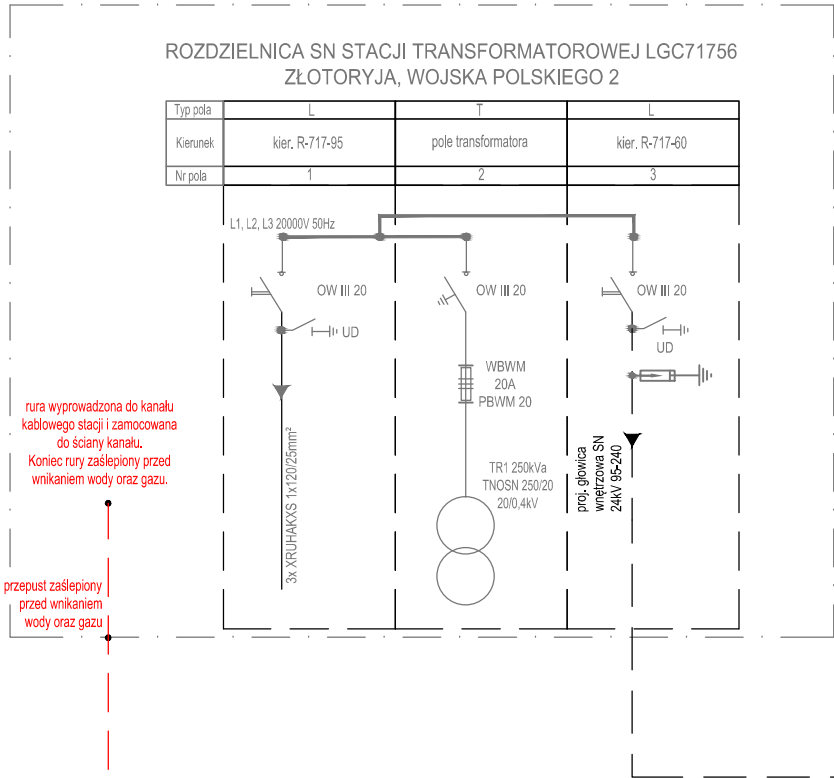 ROZDZIELNICA SN STACJI TRANSFORMATOROWEJ LGC71756
ZŁOTORYJA, WOJSKA POLSKIEGO 2
Typ pola
L
T
L
Kierunek
kier. R-717-95
pole transformatora
kier. R-717-60
Nr pola
1
2
3
L1, L2, L3 20000V 50Hz
OW III 20
OW III 20
OW III 20
UD
UD
WBWM
20A
PBWM 20
rura wyprowadzona do kanału
kablowego stacji i zamocowana
do ściany kanału.
Koniec rury zaślepiony przed
wnikaniem wody oraz gazu.
3x XRUHAKXS 1x120/25mm²
TR1 250kVa
TNOSN 250/20
20/0,4kV
proj. głowica
wnętrzowa SN
24kV 95-240
przepust zaślepiony
przed wnikaniem
wody oraz gazu